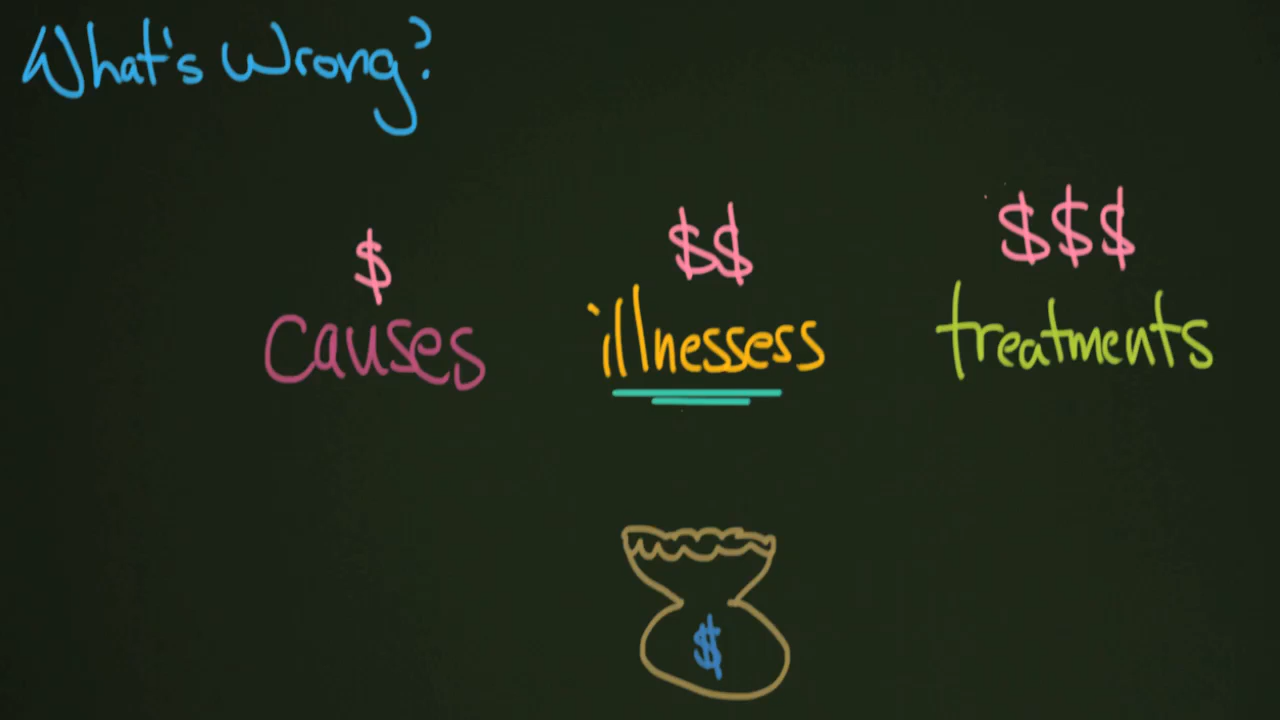 What's Wrong?
$ $$ $$$
causes illnessess treatments
$